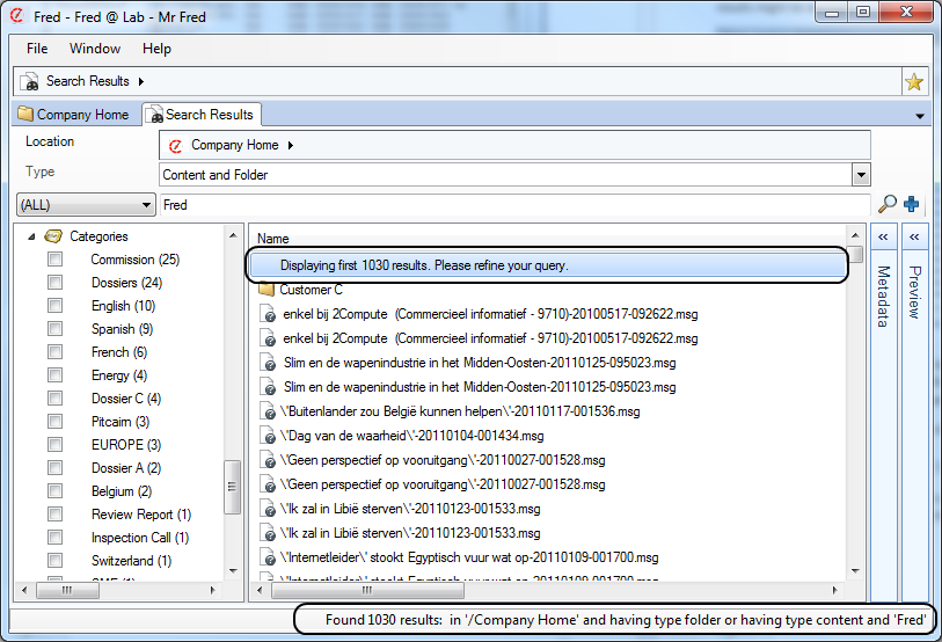 Fred - Fred @ Lab - Mr Fred
File Window Help
Search Results
Company Home Search Results
Location Company Home
Type Content and Folder
(ALL) Fred
Categories
Commission (25)
Dossiers (24)
English (10)
Spanish (9)
French (6)
Energy (4)
Dossier C (4)
Pitcairn (3)
EUROPE (3)
Dossier A (2)
Belgium (2)
Review Report (1)
Inspection Call (1)
Switzerland (1)
Name
Displaying first 1030 results. Please refine your query.
Customer C
enkel bij 2Compute (Commercieel informatief - 9710)-20100517-092622.msg
enkel bij 2Compute (Commercieel informatief - 9710)-20100517-092622.msg
Slim en de wapenindustrie in het Midden-Oosten-20110125-095023.msg
Slim en de wapenindustrie in het Midden-Oosten-20110125-095023.msg
\'Buitenlander zou België kunnen helpen\'-20110117-001536.msg
\'Dag van de waarheid\'-20110104-001434.msg
\'Geen perspectief op vooruitgang\'-20110027-001528.msg
\'Geen perspectief op vooruitgang\'-20110027-001528.msg
\'Ik zal in Libië sterven\'-20110123-001533.msg
\'Ik zal in Libië sterven\'-20110123-001533.msg
\'Internetleider\' stookt Egyptisch vuur wat op-20110109-001700.msg
Metadata
Preview
Found 1030 results: in '/Company Home' and having type folder or having type content and 'Fred'